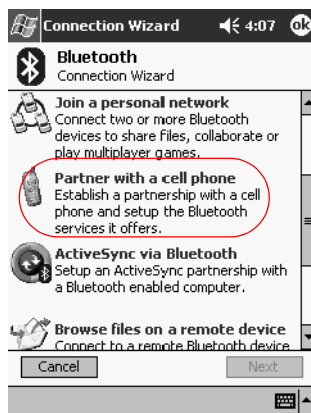 Connection Wizard 4:07 ok
Bluetooth
Connection Wizard
Join a personal network
Connect two or more Bluetooth
devices to share files, collaborate or
play multiplayer games.
Partner with a cell phone
Establish a partnership with a cell
phone and setup the Bluetooth
services it offers.
ActiveSync via Bluetooth
Setup an ActiveSync partnership with
a Bluetooth enabled computer.
Browse files on a remote device
Connect to a remote Bluetooth device
Cancel Next